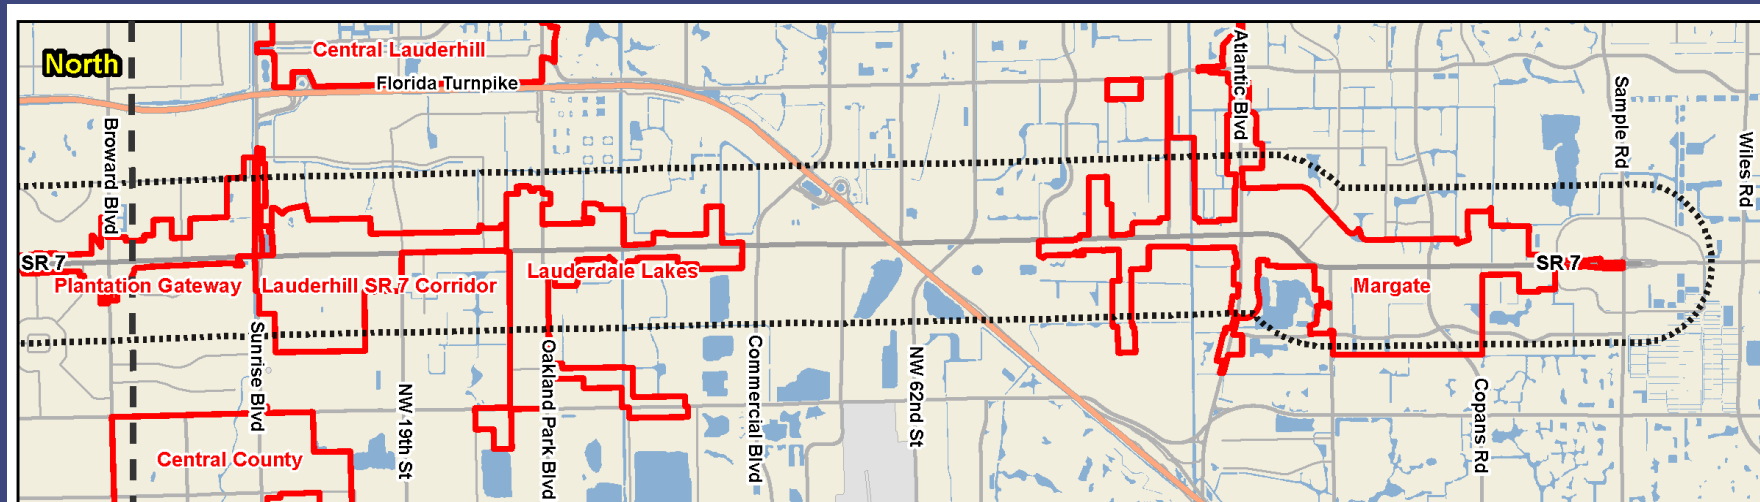 North
Central Lauderhill
Florida Turnpike
Broward Blvd
Atlantic Blvd
Sample Rd
Wiles Rd
SR 7
Plantation Gateway
Lauderhill SR 7 Corridor
Lauderdale Lakes
SR 7
Margate
Sunrise Blvd
NW 19th St
Oakland Park Blvd
Commercial Blvd
NW 62nd St
Copans Rd
Central County